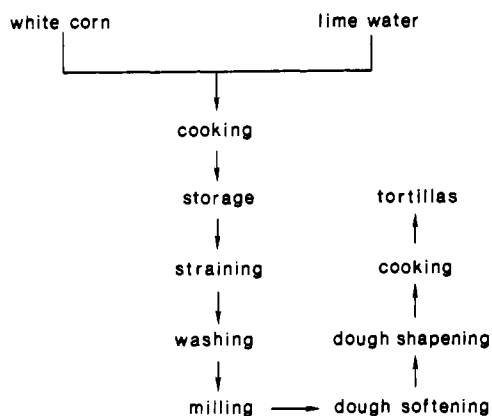 white corn
lime water
cooking
storage
straining
washing
milling
dough softening
dough shapening
cooking
tortillas